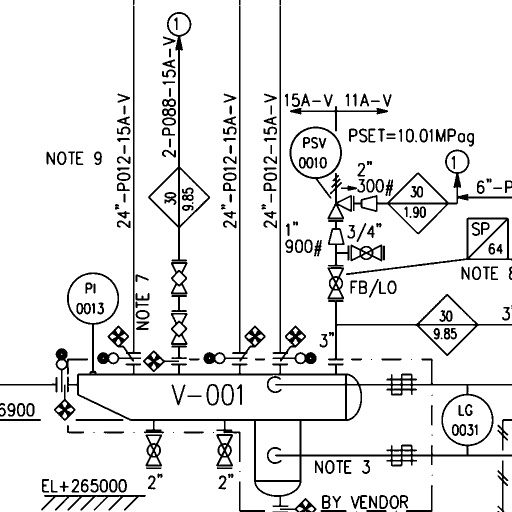 1
15A-V 11A-V
PSV
0010
PSET=10.01MPag
NOTE 9
24"-P012-15A-V
2-P088-15A-V
24"-P012-15A-V
24"-P012-15A-V
1
2"
300#
30
9.85
30
1.90
6"-P
1"
900#
3/4"
SP
64
NOTE 8
PI
0013
NOTE 7
FB/LO
30
9.85
3"
3"
V-001
6900
LG
0031
2"
2"
NOTE 3
EL+265000
BY VENDOR